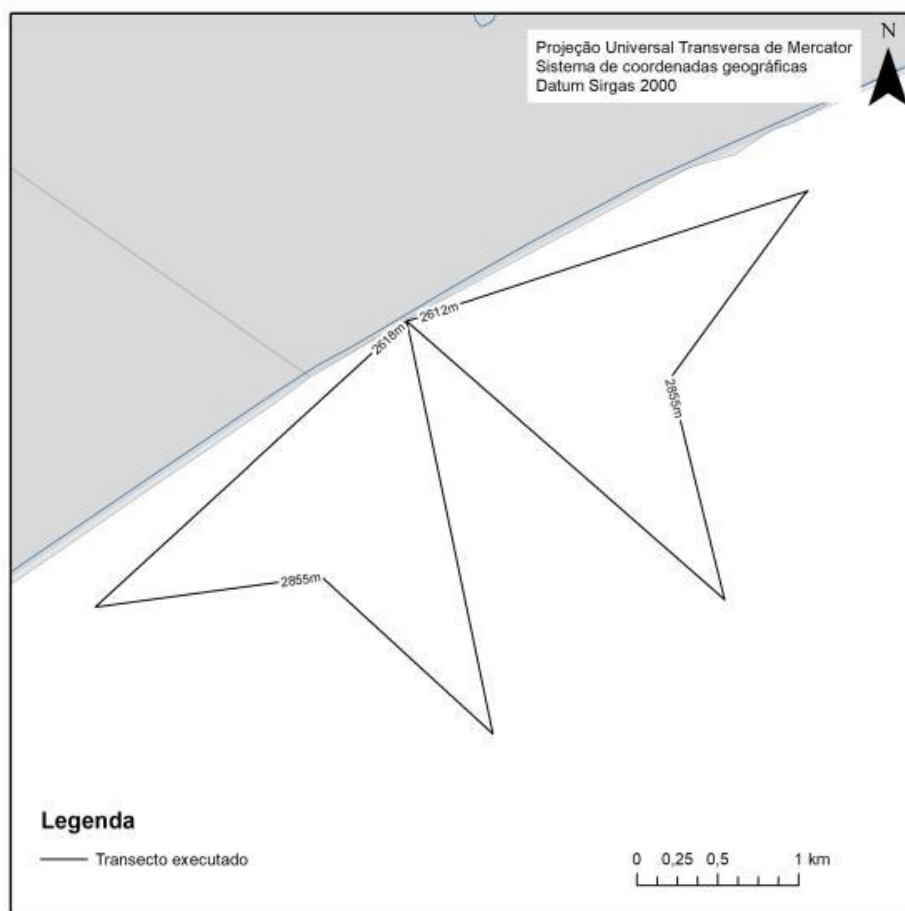 N
Projeção Universal Transversa de Mercator
Sistema de coordenadas geográficas
Datum Sirgas 2000
2612m
2618m
2855m
2855m
Legenda
Transecto executado
0 0,25 0,5 1 km